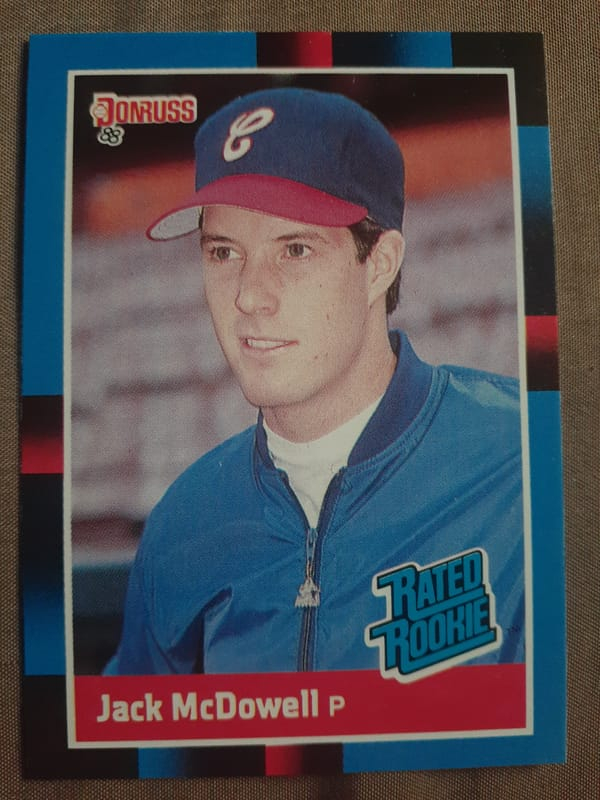 DONRUSS
88
C
RATED
ROOKIE
Jack McDowell P